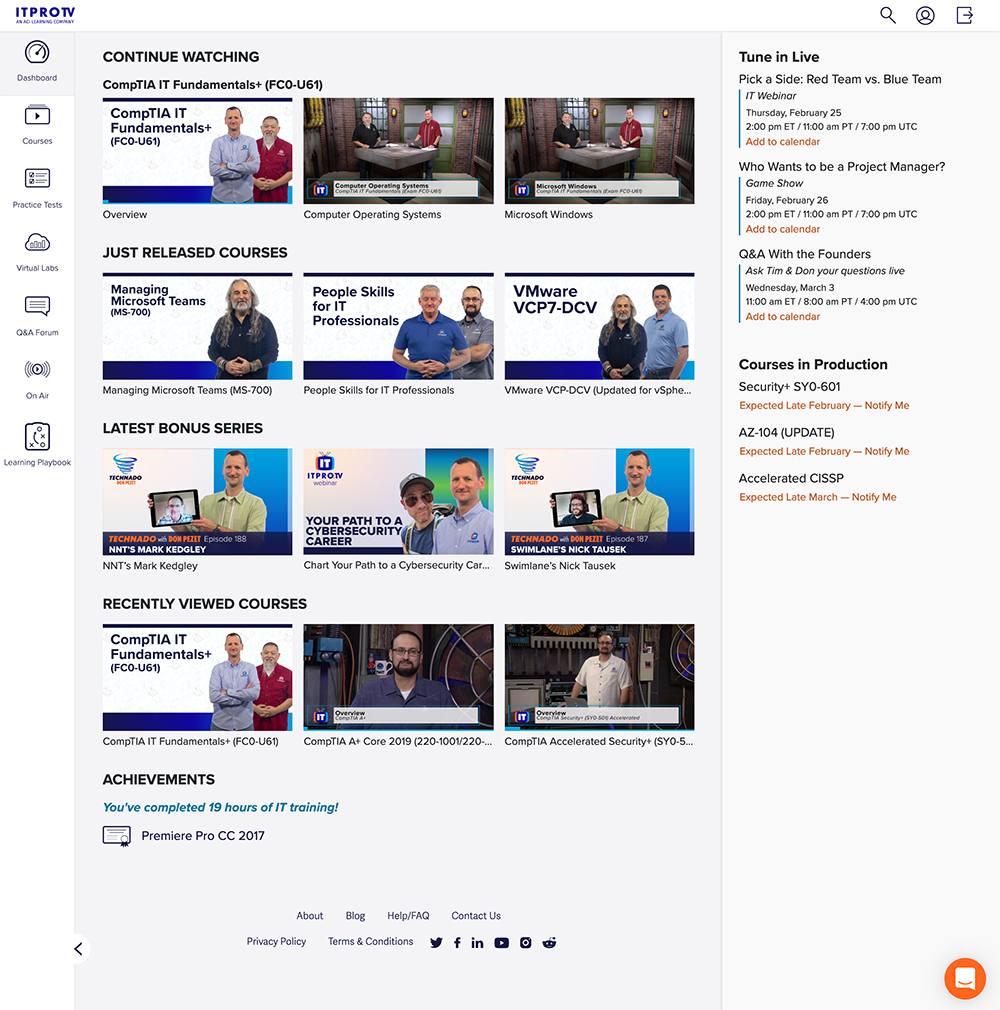 ITPROTV
AN ACI LEARNING COMPANY
Dashboard
Courses
Practice Tests
Virtual Labs
Q&A Forum
On Air
Learning Playbook
CONTINUE WATCHING
CompTIA IT Fundamentals+ (FC0-U61)
CompTIA IT
Fundamentals+
(FC0-U61)
Overview
IT
Computer Operating Systems
CompTIA IT Fundamentals (Exam FC0-U61)
Computer Operating Systems
IT
Microsoft Windows
CompTIA IT Fundamentals (Exam FC0-U61)
Microsoft Windows
JUST RELEASED COURSES
Managing
Microsoft Teams
(MS-700)
Managing Microsoft Teams (MS-700)
People Skills
for IT
Professionals
People Skills for IT Professionals
VMware
VCP7-DCV
VMware VCP-DCV (Updated for vSphe...
LATEST BONUS SERIES
TECHNADO
DON PEZET
TECHNADO with DON PEZET Episode 188
NNT'S MARK KEDGLEY
NNT's Mark Kedgley
IT
ITPRO.TV
webinar
YOUR PATH TO A
CYBERSECURITY
CAREER
Chart Your Path to a Cybersecurity Car...
TECHNADO
DON PEZET
TECHNADO with DON PEZET Episode 187
SWIMLANE'S NICK TAUSEK
Swimlane's Nick Tausek
RECENTLY VIEWED COURSES
CompTIA IT
Fundamentals+
(FC0-U61)
CompTIA IT Fundamentals+ (FC0-U61)
IT
Overview
CompTIA A+
CompTIA A+ Core 2019 (220-1001/220-...
IT
Overview
CompTIA Security+ (SY0-501) Accelerated
CompTIA Accelerated Security+ (SY0-5...
ACHIEVEMENTS
You've completed 19 hours of IT training!
Premiere Pro CC 2017
About Blog Help/FAQ Contact Us
Privacy Policy Terms & Conditions
Tune in Live
Pick a Side: Red Team vs. Blue Team
IT Webinar
Thursday, February 25
2:00 pm ET / 11:00 am PT / 7:00 pm UTC
Add to calendar
Who Wants to be a Project Manager?
Game Show
Friday, February 26
2:00 pm ET / 11:00 am PT / 7:00 pm UTC
Add to calendar
Q&A With the Founders
Ask Tim & Don your questions live
Wednesday, March 3
11:00 am ET / 8:00 am PT / 4:00 pm UTC
Add to calendar
Courses in Production
Security+ SY0-601
Expected Late February — Notify Me
AZ-104 (UPDATE)
Expected Late February — Notify Me
Accelerated CISSP
Expected Late March — Notify Me